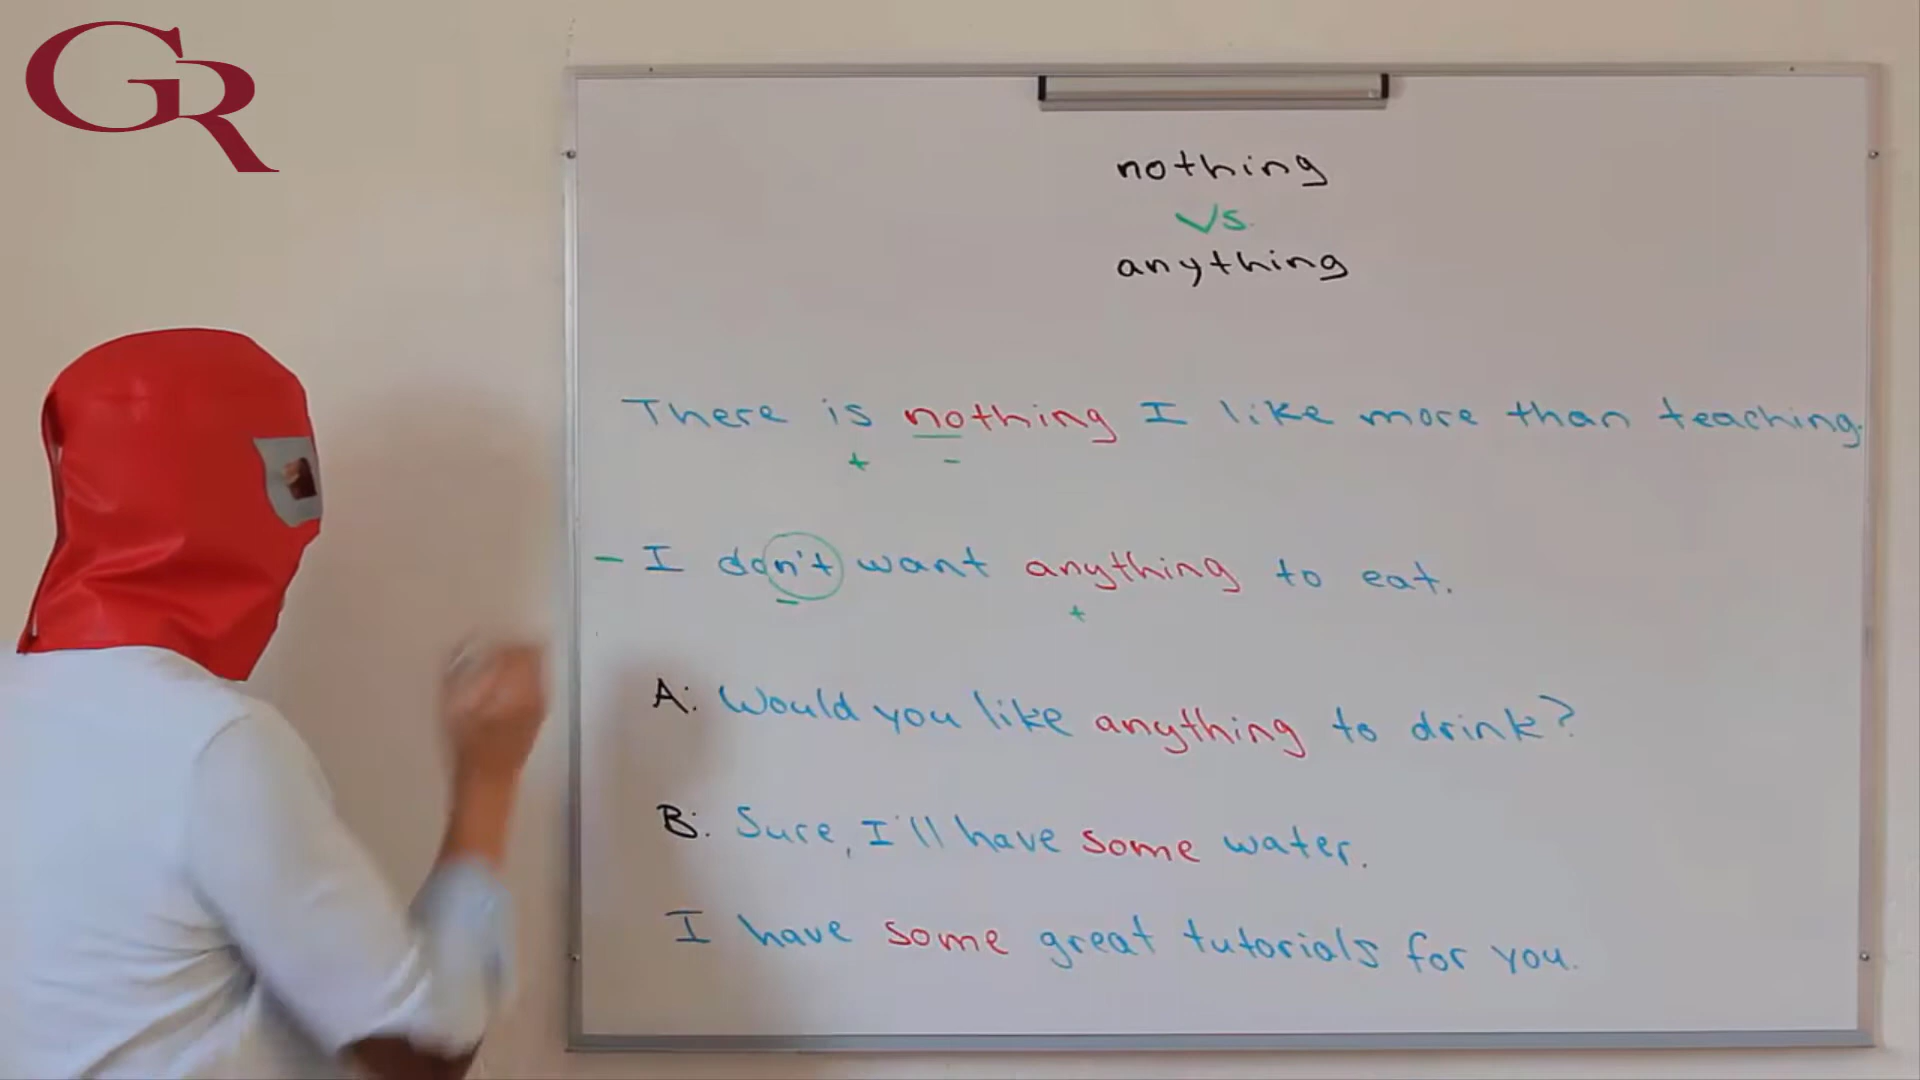 GR
nothing
vs.
anything
There is nothing I like more than teaching.
+ -
- I don't want anything to eat.
- +
A: Would you like anything to drink?
B: Sure, I'll have some water.
I have some great tutorials for you.